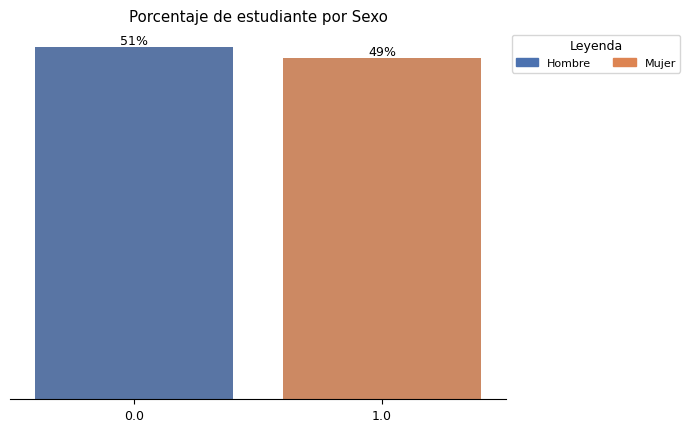 Porcentaje de estudiante por Sexo
51%
49%
Leyenda
Hombre Mujer
0.0 1.0